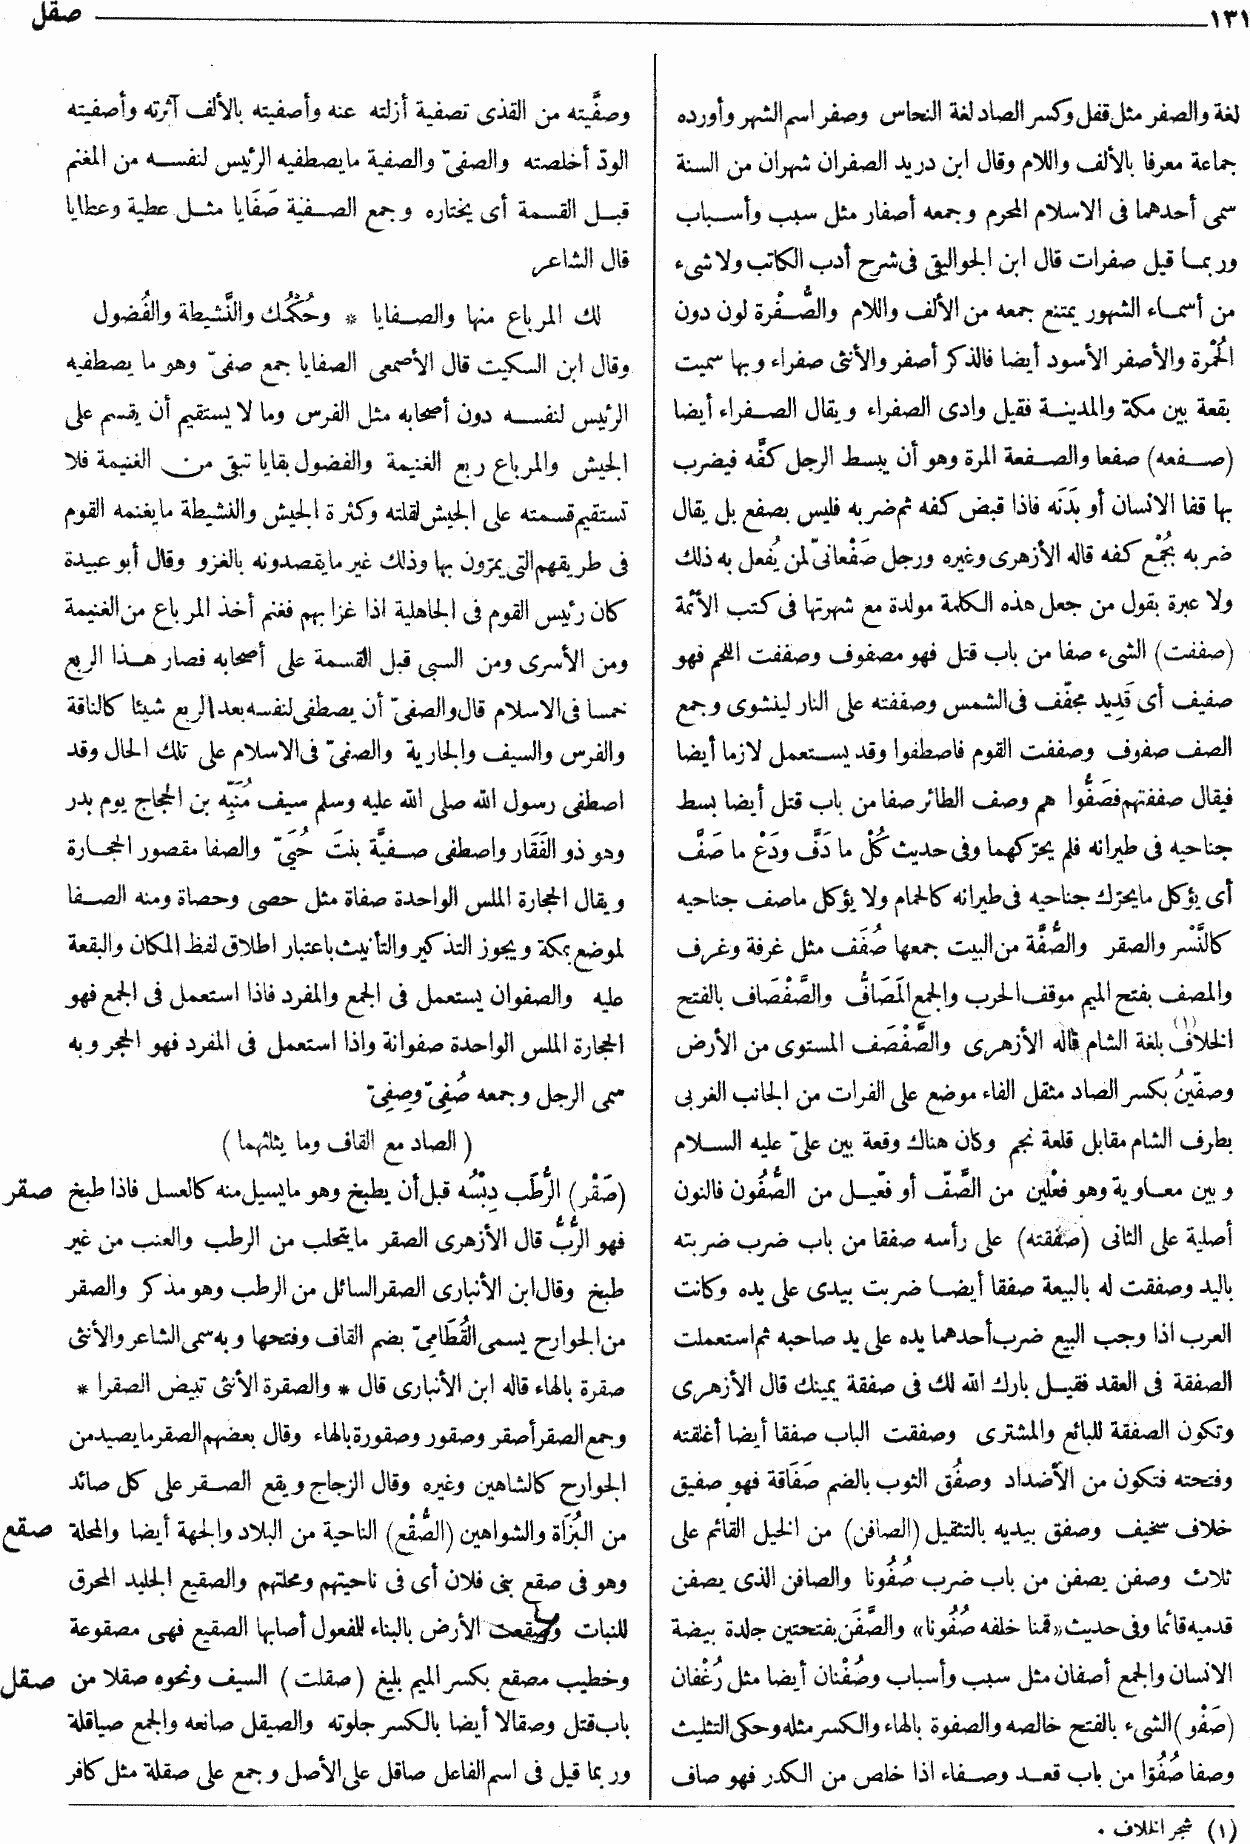 ١٣١ صقل
لغة والصفر مثل قفل وكسر الصاد لغة النحاس وصفر اسم الشهر وأورده
جماعة معرفا بالألف واللام وقال ابن دريد الصفران شهران من السنة
سمى أحدهما فى الاسلام المحرم وجمعه أصفار مثل سبب وأسباب
وربما قيل صفرات قال ابن الجواليقى فى شرح أدب الكاتب ولا شىء
من أسماء الشهور يمتنع جمعه من الألف واللام والصُّفْرة لون دون
الحُمْرة والأصفر الأسود أيضا فالذكر أصفر والأنثى صفراء وبها سميت
بقعة بين مكة والمدينة فقيل وادى الصفراء ويقال الصفراء أيضا
(صفعه) صفعا والصفعة المرة وهو أن يبسط الرجل كفَّه فيضرب
بها قفا الانسان أو بَدَنَه فاذا قبض كفه ثم ضربه فليس بصفع بل يقال
ضربه بجُمْع كفه قاله الأزهرى وغيره ورجل صَفْعانىّ لمن يُفعل به ذلك
ولا عبرة بقول من جعل هذه الكلمة مولدة مع شهرتها فى كتب الأئمة
(صففت) الشىء صفا من باب قتل فهو مصفوف وصففت اللحم فهو
صفيف أى قَدِيد مجفَّف فى الشمس وصففته على النار لينشوى وجمع
الصف صفوف وصففت القوم فاصطفوا وقد يستعمل لازما أيضا
فيقال صففتهم فصَفُّوا هم وصف الطائر صفا من باب قتل أيضا بسط
جناحيه فى طيرانه فلم يحرّكهما وفى حديث كُلْ ما دَفَّ ودَعْ ما صَفَّ
أى يؤكل ما يحرّك جناحيه فى طيرانه كالحمام ولا يؤكل ماصف جناحيه
كالنَّسْر والصقر والصُّفَّة من البيت جمعها صُفَف مثل غرفة وغرف
والمصف بفتح الميم موقف الحرب والجمع المَصَافُّ والصَّفْصَاف بالفتح
الخلاف(١) بلغة الشام قاله الأزهرى والصَّفْصَف المستوى من الأرض
وصفّينُ بكسر الصاد مثقل الفاء موضع على الفرات من الجانب الغربى
بطرف الشام مقابل قلعة نجم وكان هناك وقعة بين علىّ عليه السلام
وبين معاوية وهو فِعْلين من الصَّفّ أو فعّيل من الصُّفُون فالنون
أصلية على الثانى (صفقته) على رأسه صفقا من باب ضرب ضربته
باليد وصفقت له بالبيعة صفقا أيضا ضربت بيدى على يده وكانت
العرب اذا وجب البيع ضرب أحدهما يده على يد صاحبه ثم استعملت
الصفقة فى العقد فقيل بارك الله لك فى صفقة يمينك قال الأزهرى
وتكون الصفقة للبائع والمشترى وصفقت الباب صفقا أيضا أغلقته
وفتحته فتكون من الأضداد وصفُق الثوب بالضم صَفَاقة فهو صفيق
خلاف سخيف وصفق بيديه بالتثقيل (الصافن) من الخيل القائم على
ثلاث وصفن يصفن من باب ضرب صُفُونا والصافن الذى يصفن
قدميه قائما وفى حديث «قمنا خلفه صُفُونا» والصَّفَن بفتحتين جلدة بيضة
الانسان والجمع أصفان مثل سبب وأسباب وصُفْنان أيضا مثل رُغْفان
(صَفْو) الشىء بالفتح خالصه والصفوة بالهاء والكسر مثله وحكى التثليث
وصفا صُفُوّا من باب قعد وصفاء اذا خلص من الكدر فهو صاف
(١) شجر الخلاف .
وصفَّيته من القذى تصفية أزلته عنه وأصفيته بالألف آثرته وأصفيته
الودّ أخلصته والصفىّ والصفية ما يصطفيه الرئيس لنفسه من المغنم
قبل القسمة أى يختاره وجمع الصفية صَفَايا مثل عطية وعطايا
قال الشاعر
لك المرباع منها والصفايا * وحُكْمُك والنَّشيطة والفُضول
وقال ابن السكيت قال الأصمعى الصفايا جمع صفىّ وهو ما يصطفيه
الرئيس لنفسه دون أصحابه مثل الفرس وما لا يستقيم أن يقسم على
الجيش والمرباع ربع الغنيمة والفضول بقايا تبقى من الغنيمة فلا
تستقيم قسمته على الجيش لقلته وكثرة الجيش والنشيطة ما يغنمه القوم
فى طريقهم التى يمرّون بها وذلك غير ما يقصدونه بالغزو وقال أبو عبيدة
كان رئيس القوم فى الجاهلية اذا غزا بهم فغنم أخذ المرباع من الغنيمة
ومن الأسرى ومن السبى قبل القسمة على أصحابه فصار هذا الربع
خمسا فى الاسلام قال والصفىّ أن يصطفى لنفسه بعد الربع شيئا كالناقة
والفرس والسيف والجارية والصفىّ فى الاسلام على تلك الحال وقد
اصطفى رسول الله صلى الله عليه وسلم سيف مُنَبِّه بن الحجاج يوم بدر
وهو ذو الفَقَار واصطفى صفيَّة بنتَ حُيَىّ والصفا مقصور الحجارة
ويقال الحجارة الملس الواحدة صفاة مثل حصى وحصاة ومنه الصفا
لموضع بمكة ويجوز التذكير والتأنيث باعتبار اطلاق لفظ المكان والبقعة
عليه والصفوان يستعمل فى الجمع والمفرد فاذا استعمل فى الجمع فهو
الحجارة الملس الواحدة صفوانة واذا استعمل فى المفرد فهو الحجر وبه
سمى الرجل وجمعه صُفِىّ وصِفِىّ
(الصاد مع القاف وما يثلثهما)
صقر (صَقْر) الرُّطَب دِبْسُه قبل أن يطبخ وهو ما يسيل منه كالعسل فاذا طبخ
فهو الرُّبُّ قال الأزهرى الصقر ما يتحلب من الرطب والعنب من غير
طبخ وقال ابن الأنبارى الصقر السائل من الرطب وهو مذكر والصقر
من الجوارح يسمى القُطَامِىّ بضم القاف وفتحها وبه سمى الشاعر والأنثى
صقرة بالهاء قاله ابن الأنبارى قال * والصقرة الأنثى تبيض الصقرا *
وجمع الصقر أصقر وصقور وصقورة بالهاء وقال بعضهم الصقر ما يصيد من
الجوارح كالشاهين وغيره وقال الزجاج ويقع الصقر على كل صائد
صقع من البُزَاة والشواهين (الصُّقْع) الناحية من البلاد والجهة أيضا والمحلة
وهو فى صقع بنى فلان أى فى ناحيتهم ومحلتهم والصقيع الجليد المحرق
للنبات وصقعت الأرض بالبناء للمفعول أصابها الصقيع فهى مصقوعة
صقل وخطيب مصقع بكسر الميم بليغ (صقلت) السيف ونحوه صقلا من
باب قتل وصقالا أيضا بالكسر جلوته والصيقل صانعه والجمع صياقلة
وربما قيل فى اسم الفاعل صاقل على الأصل وجمع على صقلة مثل كافر